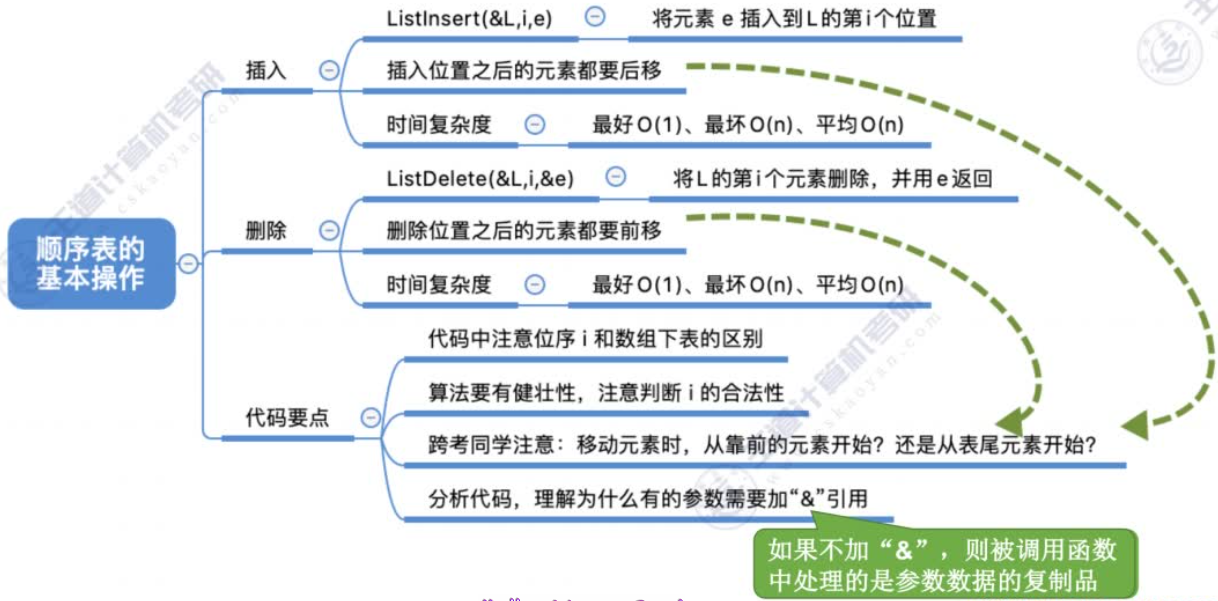 ListInsert(&L,i,e)
将元素 e 插入到L的第i个位置
插入
插入位置之后的元素都要后移
时间复杂度
最好O(1)、最坏O(n)、平均O(n)
ListDelete(&L,i,&e)
将L的第i个元素删除，并用e返回
顺序表的
基本操作
删除
删除位置之后的元素都要前移
时间复杂度
最好O(1)、最坏O(n)、平均O(n)
代码中注意位序 i 和数组下表的区别
算法要有健壮性，注意判断 i 的合法性
代码要点
跨考同学注意：移动元素时，从靠前的元素开始？还是从表尾元素开始？
分析代码，理解为什么有的参数需要加“&”引用
如果不加“&”，则被调用函数
中处理的是参数数据的复制品
王道计算机考研
cskaoyan.com
王道计算机考研
cskaoyan.com